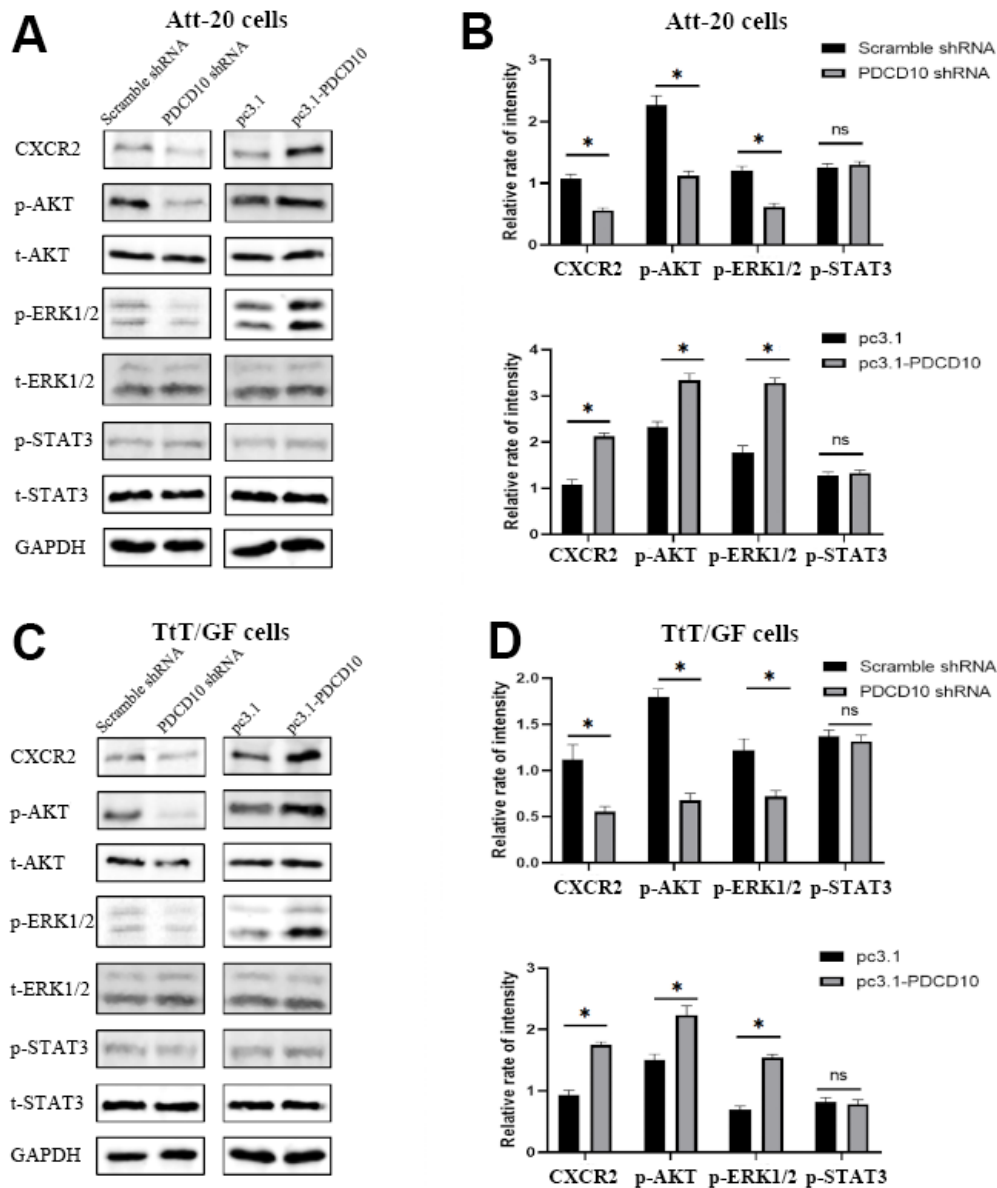 A
Att-20 cells
Scramble shRNA
PDCD10 shRNA
pc3.1
pc3.1-PDCD10
CXCR2
p-AKT
t-AKT
p-ERK1/2
t-ERK1/2
p-STAT3
t-STAT3
GAPDH
B
Att-20 cells
Scramble shRNA
PDCD10 shRNA
Relative rate of intensity
3
2
1
0
*
*
*
ns
CXCR2 p-AKT p-ERK1/2 p-STAT3
pc3.1
pc3.1-PDCD10
Relative rate of intensity
4
3
2
1
0
*
*
*
ns
CXCR2 p-AKT p-ERK1/2 p-STAT3
C
TtT/GF cells
Scramble shRNA
PDCD10 shRNA
pc3.1
pc3.1-PDCD10
CXCR2
p-AKT
t-AKT
p-ERK1/2
t-ERK1/2
p-STAT3
t-STAT3
GAPDH
D
TtT/GF cells
Scramble shRNA
PDCD10 shRNA
Relative rate of intensity
2.0
1.5
1.0
0.5
0.0
*
*
*
ns
CXCR2 p-AKT p-ERK1/2 p-STAT3
pc3.1
pc3.1-PDCD10
Relative rate of intensity
3
2
1
0
*
*
*
ns
CXCR2 p-AKT p-ERK1/2 p-STAT3